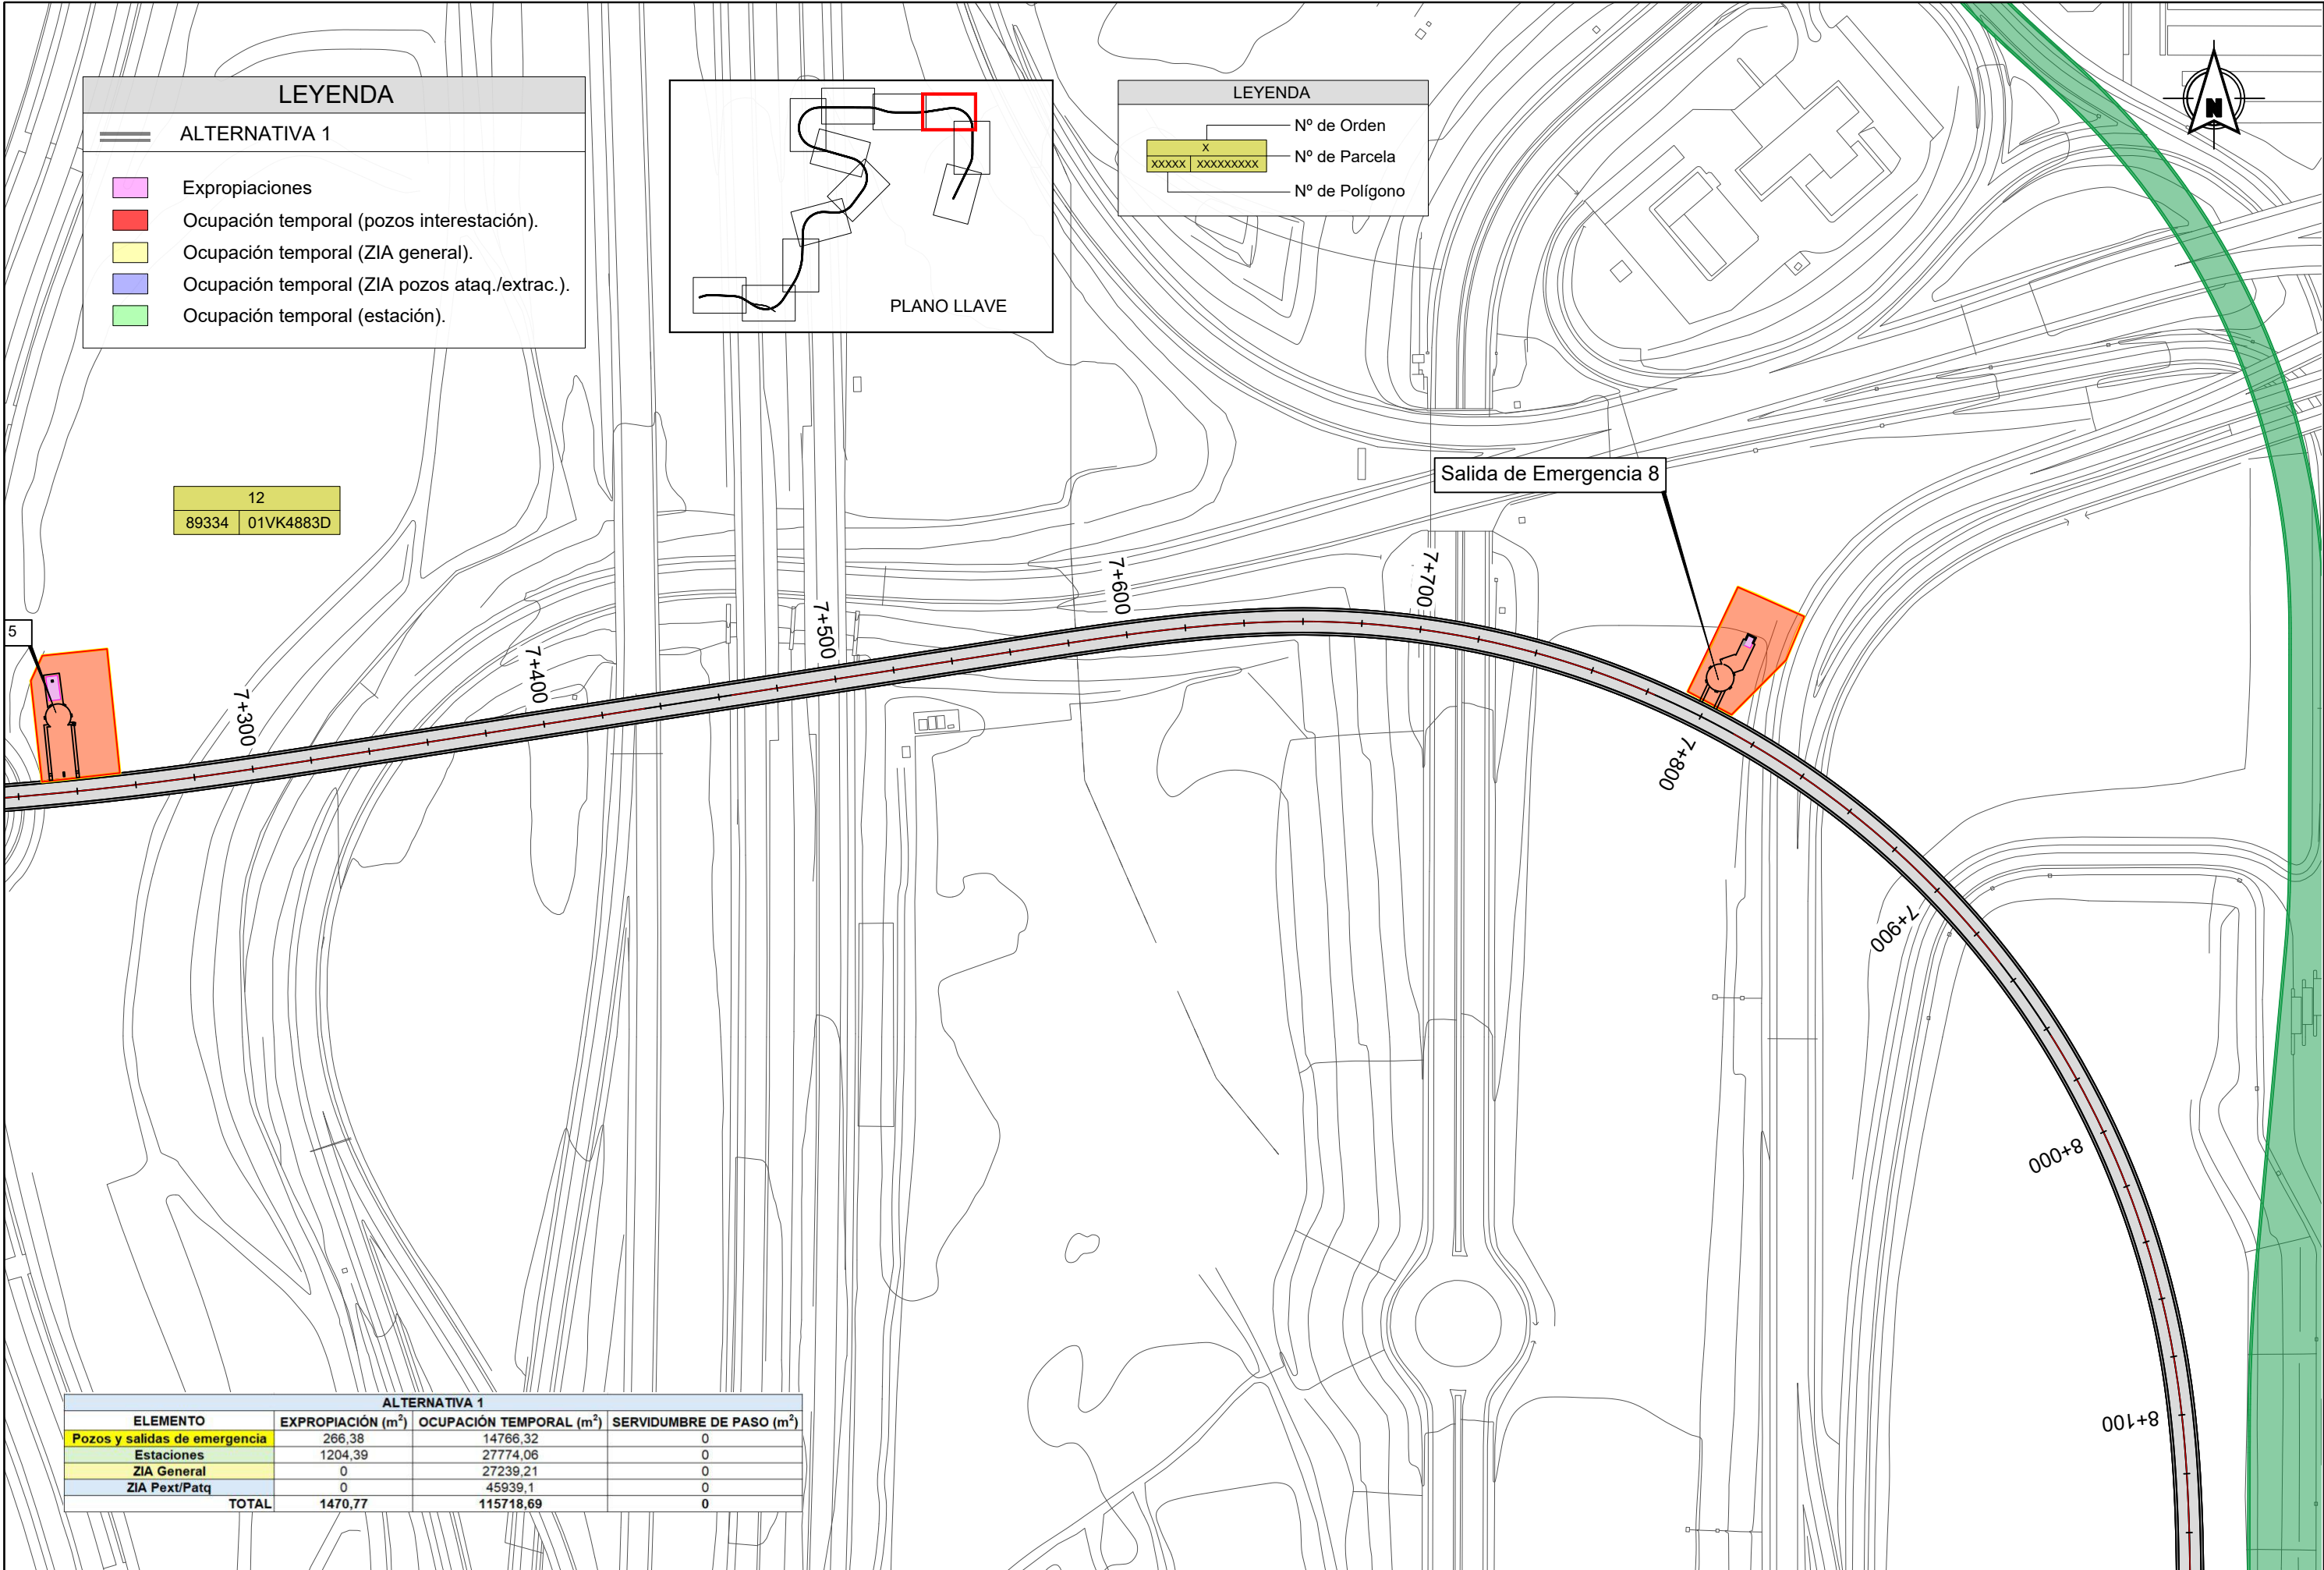 LEYENDA
ALTERNATIVA 1
Expropiaciones
Ocupación temporal (pozos interestación).
Ocupación temporal (ZIA general).
Ocupación temporal (ZIA pozos ataq./extrac.).
Ocupación temporal (estación).
PLANO LLAVE
LEYENDA
X
XXXXX XXXXXXXXX
Nº de Orden
Nº de Parcela
Nº de Polígono
N
12
89334 01VK4883D
Salida de Emergencia 8
5
7+300
7+400
7+500
7+600
7+700
7+800
7+900
8+000
8+100
ALTERNATIVA 1
ELEMENTO EXPROPIACIÓN (m²) OCUPACIÓN TEMPORAL (m²) SERVIDUMBRE DE PASO (m²)
Pozos y salidas de emergencia 266,38 14766,32 0
Estaciones 1204,39 27774,06 0
ZIA General 0 27239,21 0
ZIA Pext/Patq 0 45939,1 0
TOTAL 1470,77 115718,69 0